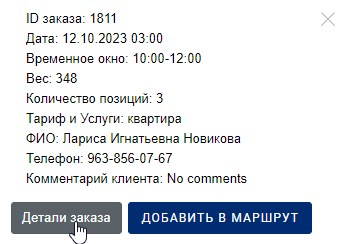 ID заказа: 1811
Дата: 12.10.2023 03:00
Временное окно: 10:00-12:00
Вес: 348
Количество позиций: 3
Тариф и Услуги: квартира
ФИО: Лариса Игнатьевна Новикова
Телефон: 963-856-07-67
Комментарий клиента: No comments
Детали заказа ДОБАВИТЬ В МАРШРУТ